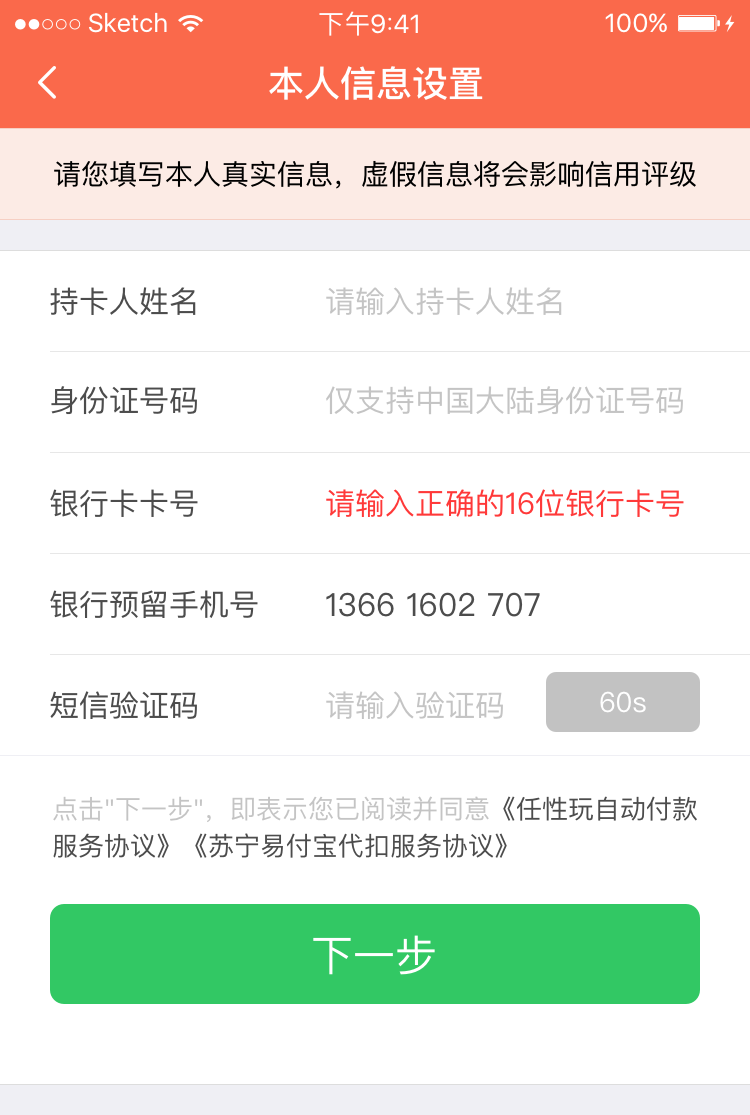 Sketch 下午9:41 100%
本人信息设置
请您填写本人真实信息，虚假信息将会影响信用评级
持卡人姓名 请输入持卡人姓名
身份证号码 仅支持中国大陆身份证号码
银行卡卡号 请输入正确的16位银行卡号
银行预留手机号 1366 1602 707
短信验证码 请输入验证码 60s
点击"下一步"，即表示您已阅读并同意《任性玩自动付款
服务协议》《苏宁易付宝代扣服务协议》
下一步